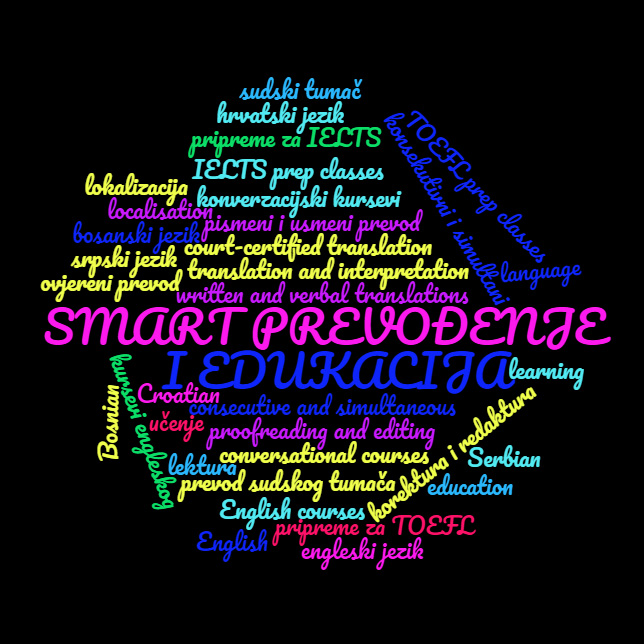 sudski tumač
hrvatski jezik
pripreme za IELTS
TOEFL prep classes
konsekutivni i simultani
IELTS prep classes
lokalizacija
konverzacijski kursevi
localisation
pismeni i usmeni prevod
bosanski jezik
court-certified translation
srpski jezik
translation and interpretation
language
ovjereni prevod
written and verbal translations
SMART PREVOĐENJE
I EDUKACIJA
learning
kursevi engleskog
Croatian
Bosnian
consecutive and simultaneous
učenje
proofreading and editing
korektura i redaktura
conversational courses
Serbian
lektura
prevod sudskog tumača
education
English courses
pripreme za TOEFL
English
engleski jezik